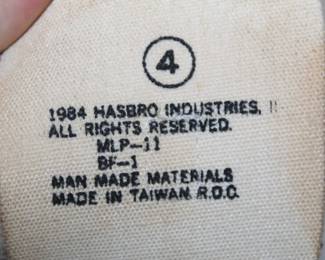 4
1984 HASBRO INDUSTRIES,
ALL RIGHTS RESERVED.
MLP-11
BF-1
MAN MADE MATERIALS
MADE IN TAIWAN R.O.C.